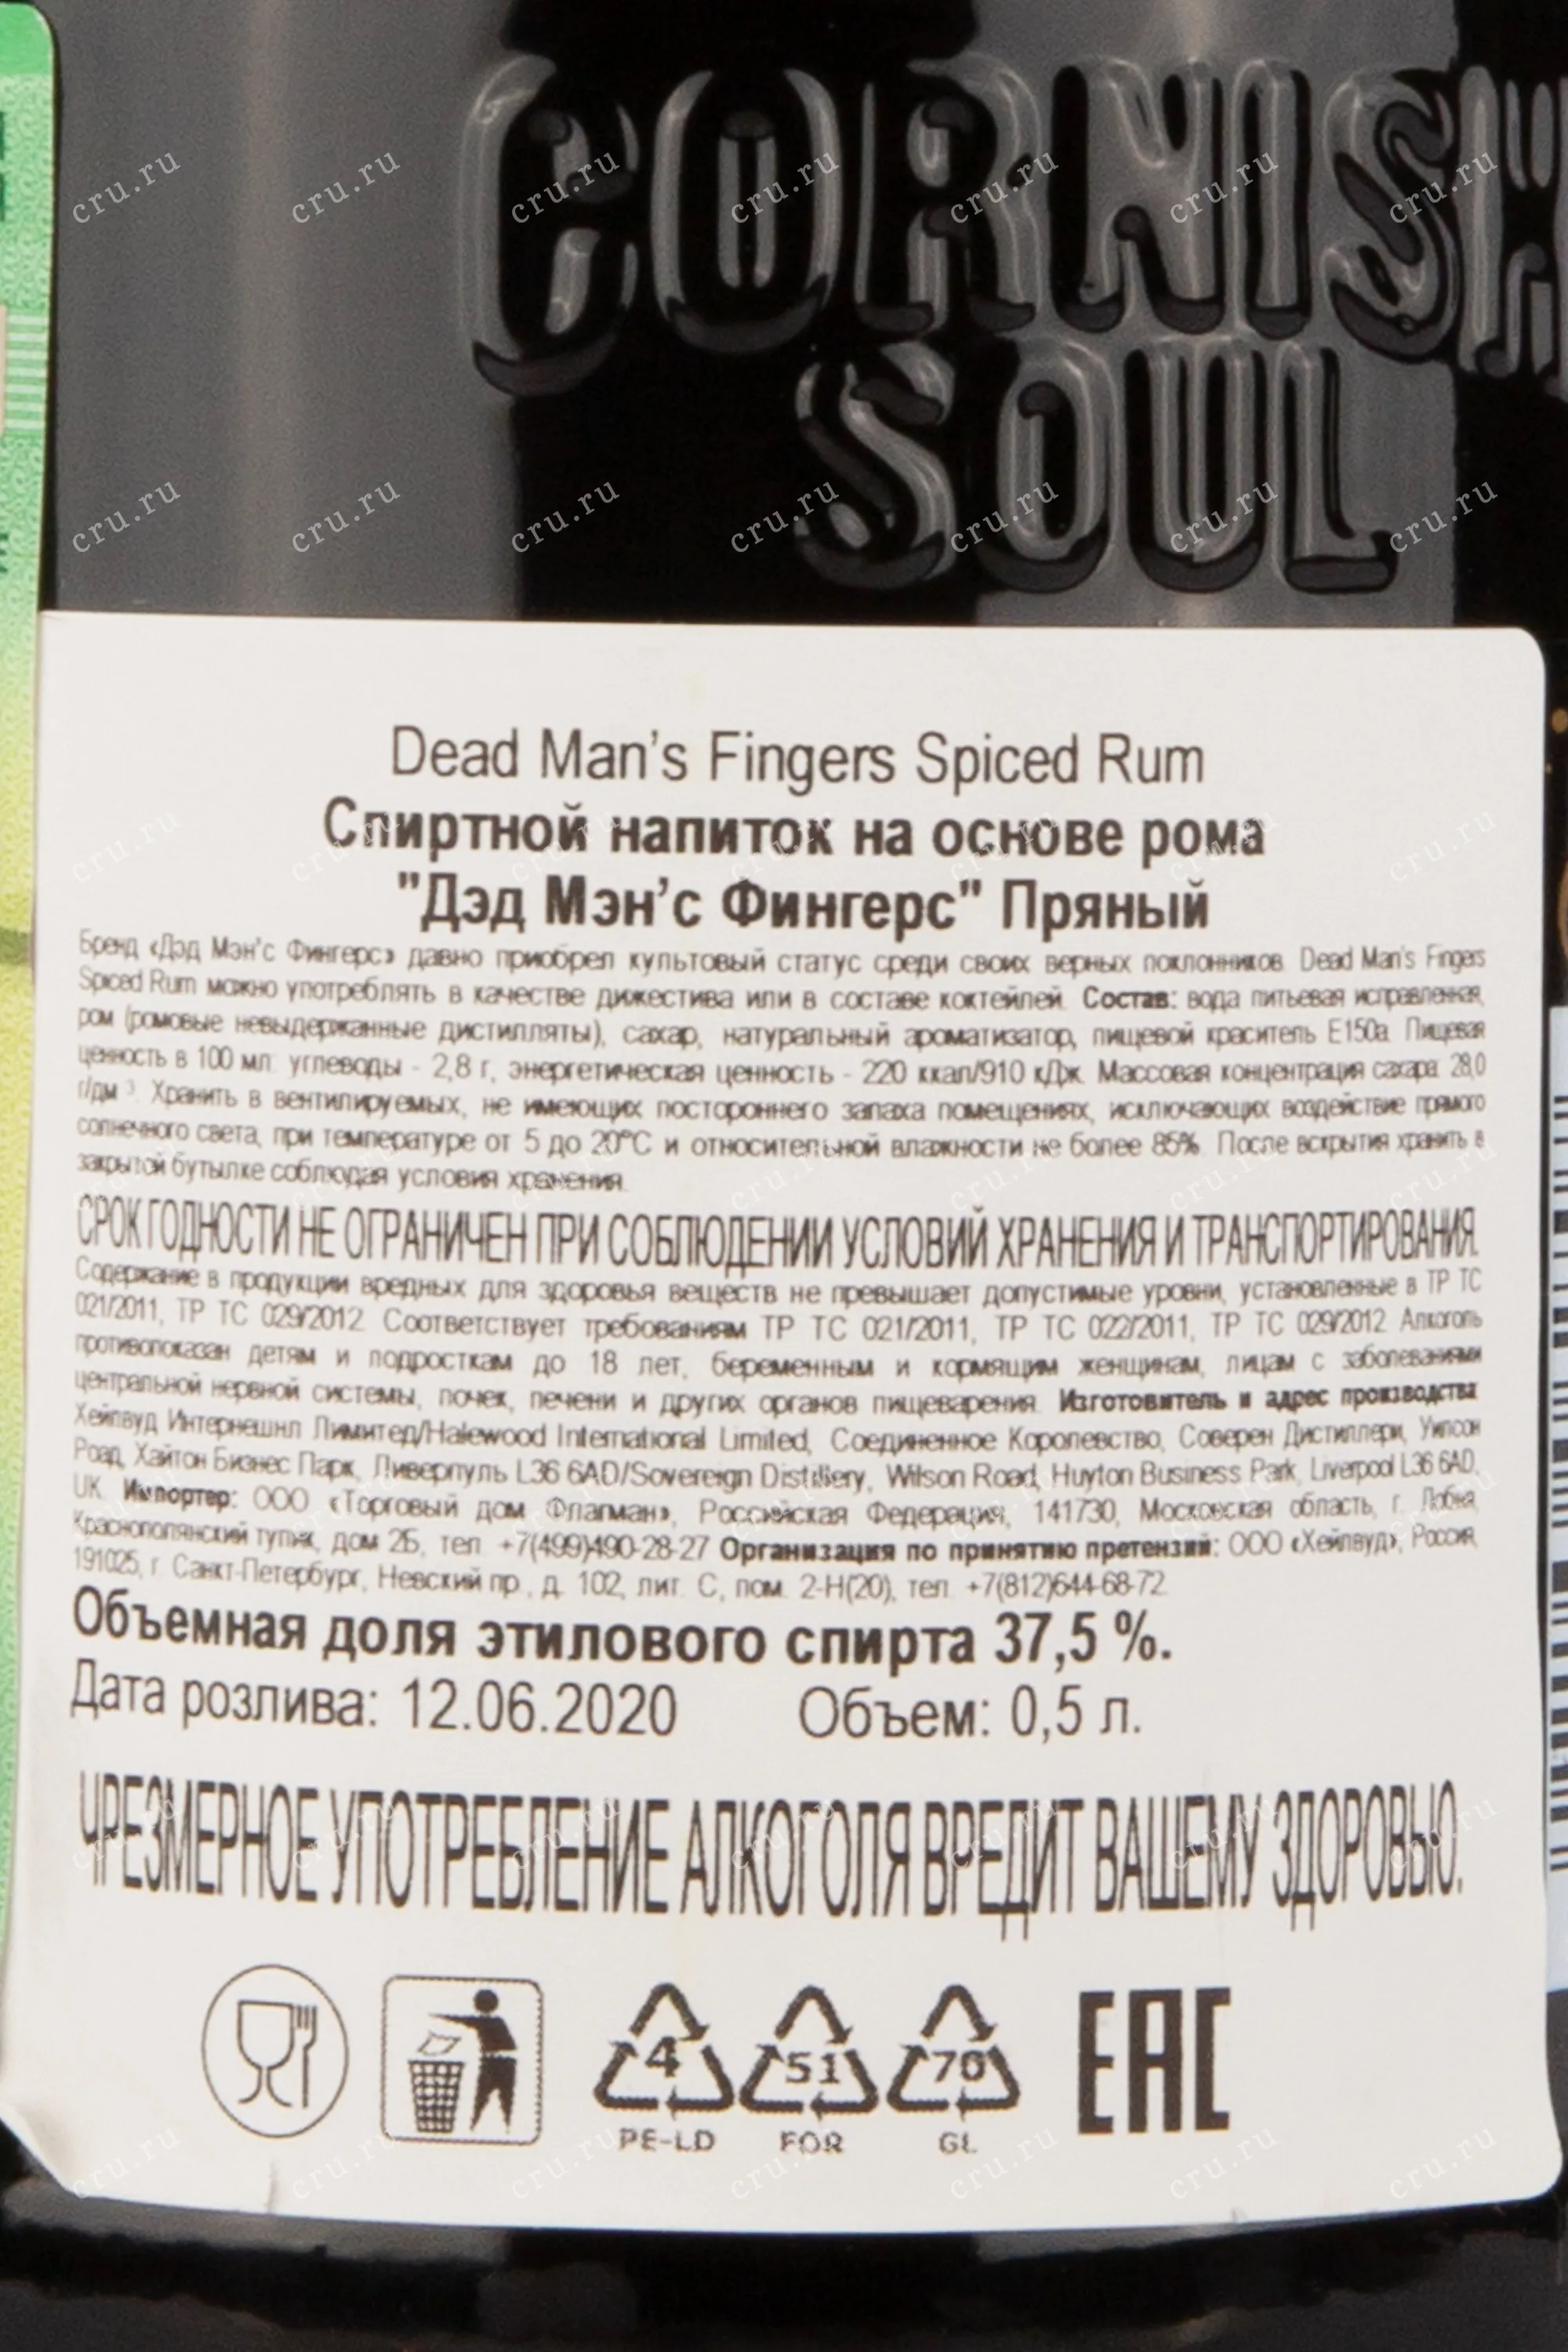 CORNISH
SOUL
Dead Man's Fingers Spiced Rum
Спиртной напиток на основе рома
"Дэд Мэн'с Фингерс" Пряный
Бренд «Дэд Мэн'с Фингерс» давно приобрел культовый статус среди своих верных поклонников. Dead Man's Fingers
Spiced Rum можно употреблять в качестве дижестива или в составе коктейлей. Состав: вода питьевая исправленная,
ром (ромовые невыдержанные дистилляты), сахар, натуральный ароматизатор, пищевой краситель Е150а. Пищевая
ценность в 100 мл: углеводы - 2,8 г, энергетическая ценность - 220 ккал/910 кДж. Массовая концентрация сахара: 28,0
г/дм ³. Хранить в вентилируемых, не имеющих постороннего запаха помещениях, исключающих воздействие прямого
солнечного света, при температуре от 5 до 20°С и относительной влажности не более 85%. После вскрытия хранить в
закрытой бутылке соблюдая условия хранения.
СРОК ГОДНОСТИ НЕ ОГРАНИЧЕН ПРИ СОБЛЮДЕНИИ УСЛОВИЙ ХРАНЕНИЯ И ТРАНСПОРТИРОВАНИЯ.
Содержание в продукции вредных для здоровья веществ не превышает допустимые уровни, установленные в ТР ТС
021/2011, ТР ТС 029/2012. Соответствует требованиям ТР ТС 021/2011, ТР ТС 022/2011, ТР ТС 029/2012. Алкоголь
противопоказан детям и подросткам до 18 лет, беременным и кормящим женщинам, лицам с заболеваниями
центральной нервной системы, почек, печени и других органов пищеварения. Изготовитель и адрес производства
Хейлвуд Интернешнл Лимитед/Halewood International Limited, Соединенное Королевство, Соверен Дистиллери, Уилсон
Роад, Хайтон Бизнес Парк, Ливерпуль L36 6AD/Sovereign Distillery, Wilson Road, Huyton Business Park, Liverpool L36 6AD,
UK. Импортер: ООО «Торговый дом Флагман», Российская Федерация, 141730, Московская область, г. Лобня,
Краснополянский тупик, дом 2Б, тел. +7(499)490-28-27 Организация по принятию претензий: ООО «Хейлвуд», Россия,
191025, г. Санкт-Петербург, Невский пр., д. 102, лит. С, пом. 2-Н(20), тел. +7(812)644-68-72.
Объемная доля этилового спирта 37,5 %.
Дата розлива: 12.06.2020 Объем: 0,5 л.
ЧРЕЗМЕРНОЕ УПОТРЕБЛЕНИЕ АЛКОГОЛЯ ВРЕДИТ ВАШЕМУ ЗДОРОВЬЮ.
4 51 70 EAC
PE-LD FOR GL
cru.ru